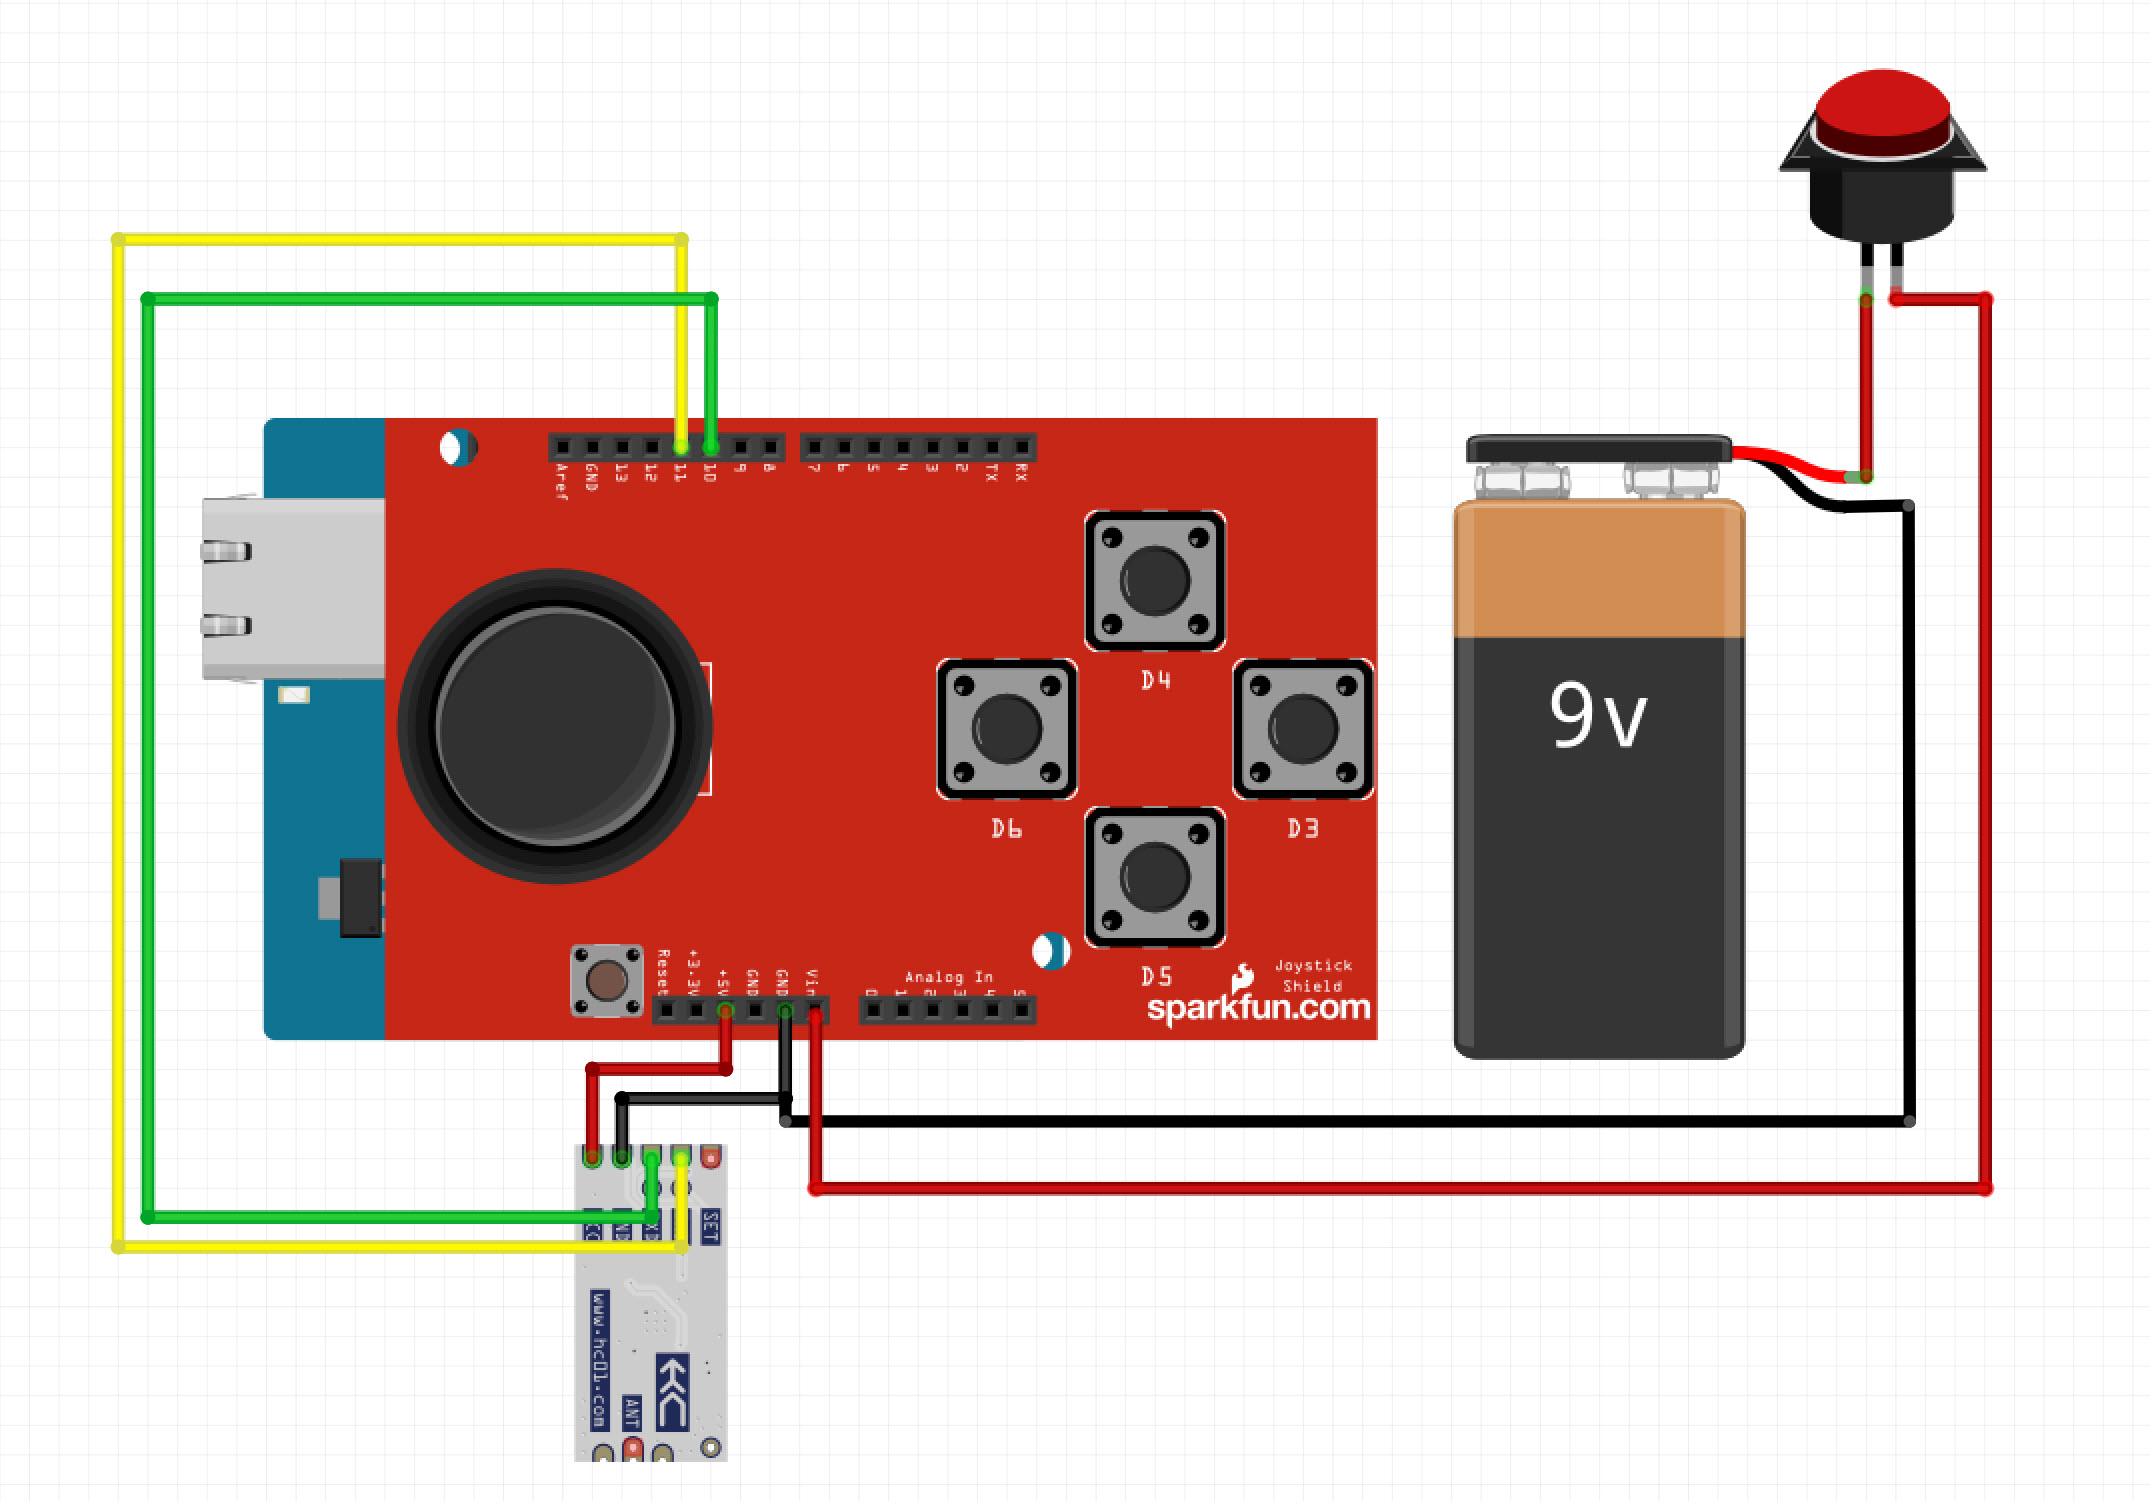 Aref GND 13 12 11 10 9 8 7 6 5 4 3 2 TX RX
D4
9v
D6
D3
D5
Reset +3.3V +5V GND GND Vin
Analog In
0 1 2 3 4 5
Joystick
Shield
sparkfun.com
SET
www.hc01.com
ANT